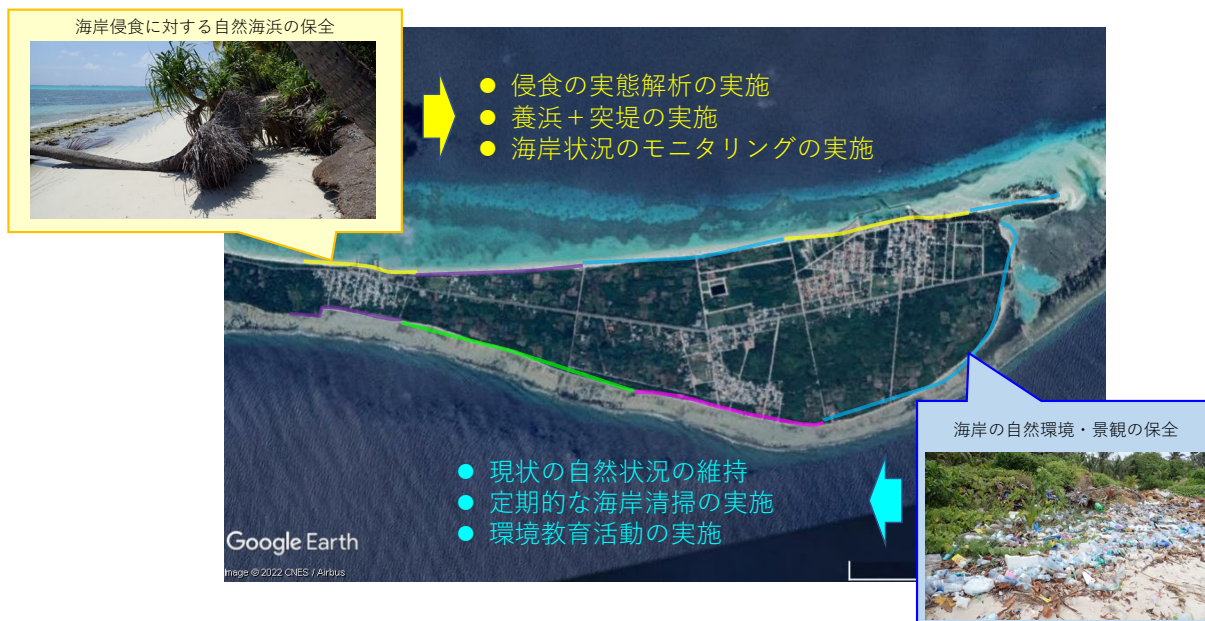 海岸侵食に対する自然海浜の保全
● 侵食の実態解析の実施
● 養浜＋突堤の実施
● 海岸状況のモニタリングの実施
海岸の自然環境・景観の保全
● 現状の自然状況の維持
● 定期的な海岸清掃の実施
● 環境教育活動の実施
Google Earth
Image © 2022 CNES / Airbus